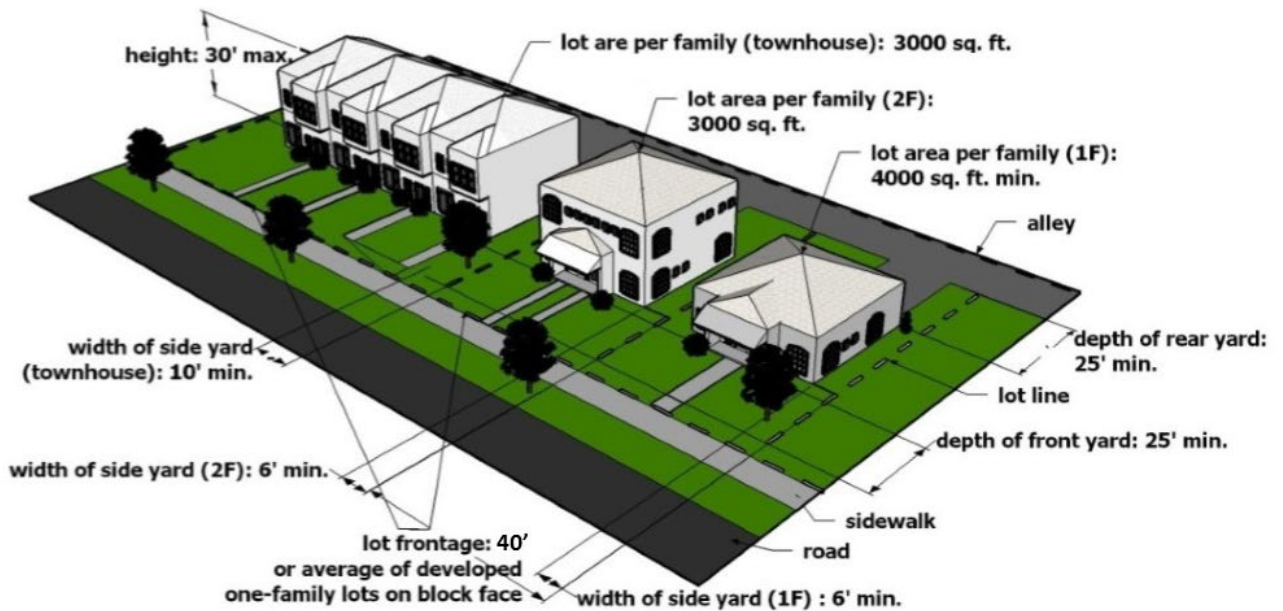 height: 30' max.
lot are per family (townhouse): 3000 sq. ft.
lot area per family (2F):
3000 sq. ft.
lot area per family (1F):
4000 sq. ft. min.
alley
width of side yard
(townhouse): 10' min.
depth of rear yard:
25' min.
lot line
depth of front yard: 25' min.
width of side yard (2F): 6' min.
sidewalk
road
lot frontage: 40’
or average of developed
one-family lots on block face
width of side yard (1F) : 6' min.